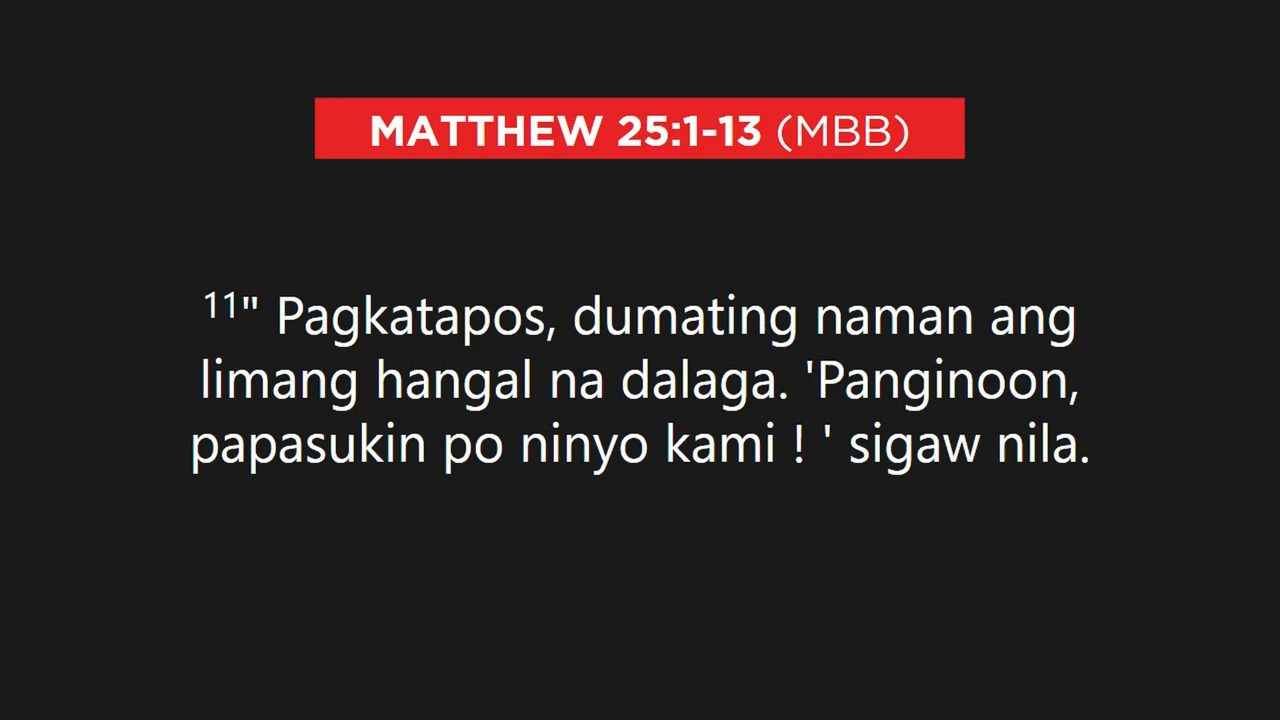 MATTHEW 25:1-13 (MBB)
11" Pagkatapos, dumating naman ang
limang hangal na dalaga. 'Panginoon,
papasukin po ninyo kami ! ' sigaw nila.